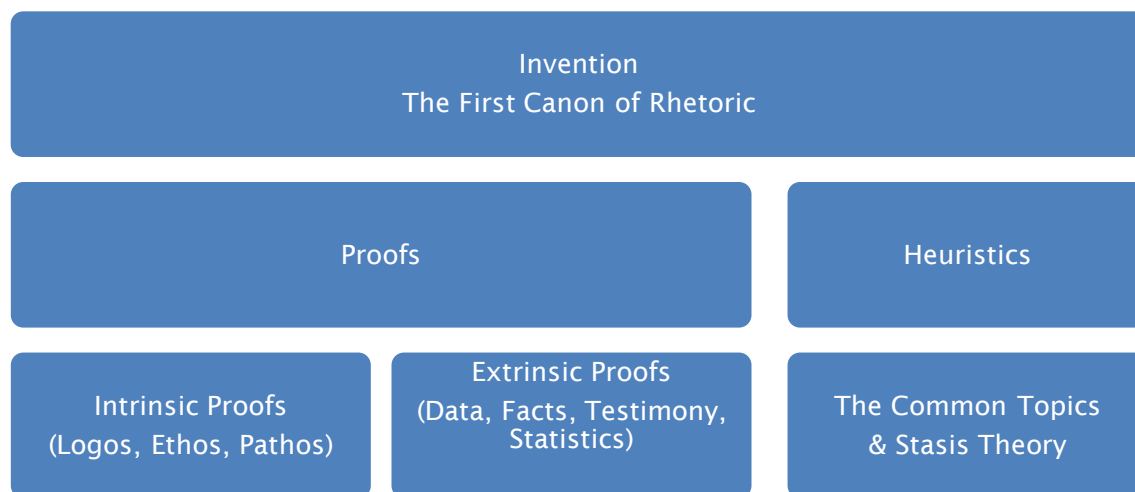 Invention
The First Canon of Rhetoric
Proofs
Heuristics
Intrinsic Proofs
(Logos, Ethos, Pathos)
Extrinsic Proofs
(Data, Facts, Testimony,
Statistics)
The Common Topics
& Stasis Theory